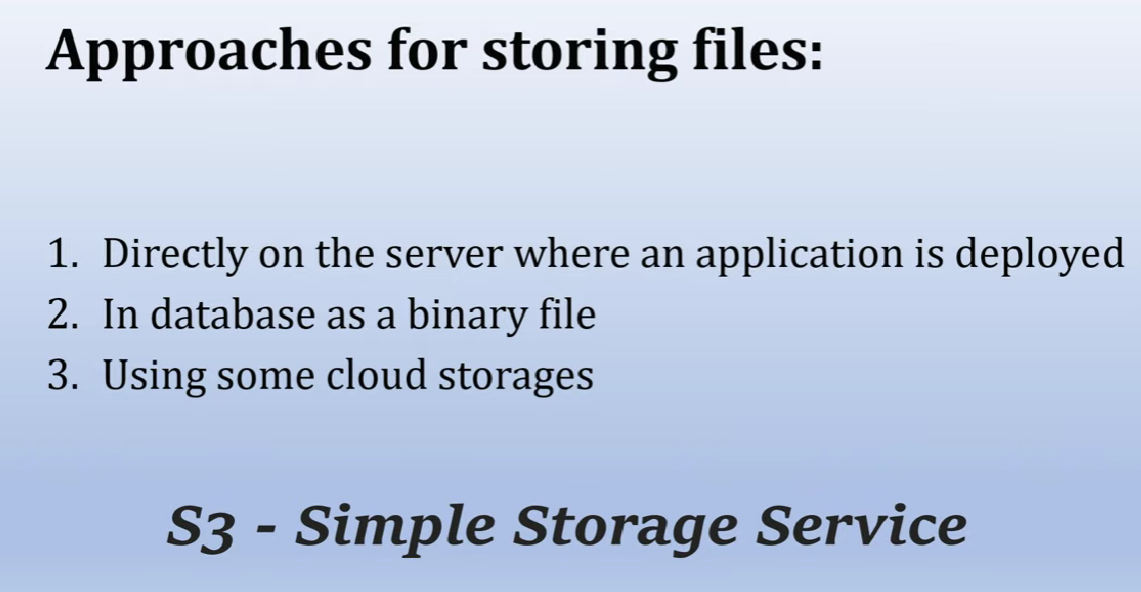 Approaches for storing files:
1. Directly on the server where an application is deployed
2. In database as a binary file
3. Using some cloud storages
S3 - Simple Storage Service